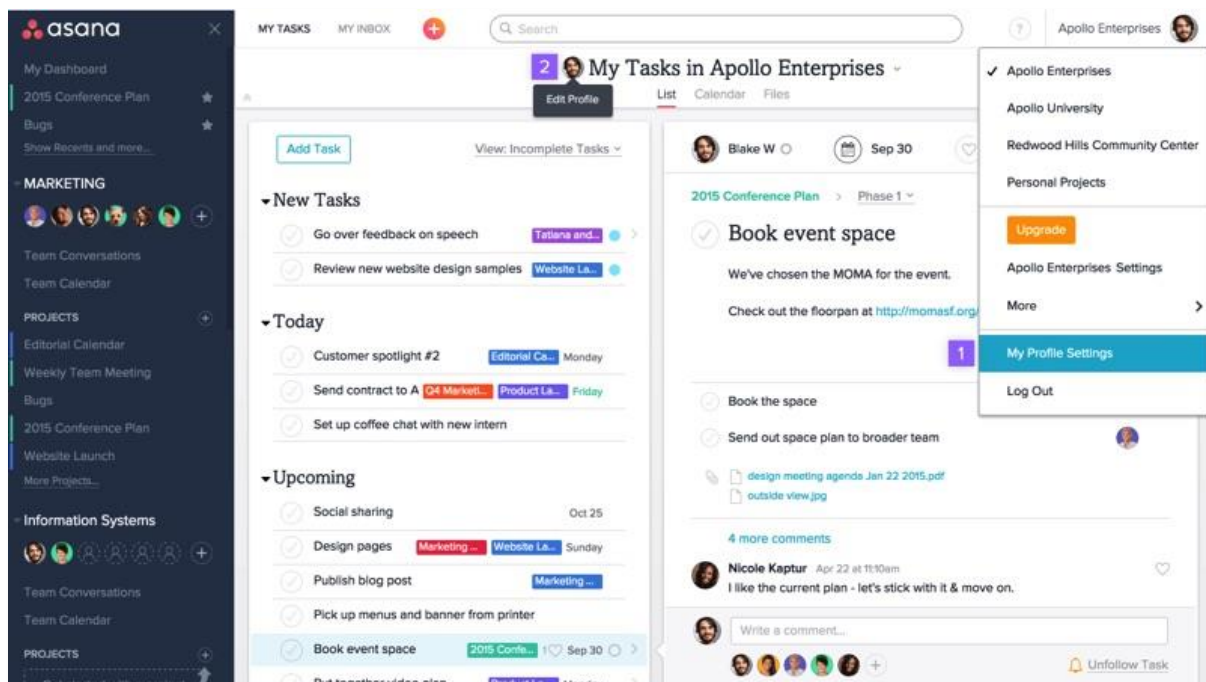 asana
My Dashboard
2015 Conference Plan
Bugs
Show Recents and more...
MARKETING
Team Conversations
Team Calendar
PROJECTS
Editorial Calendar
Weekly Team Meeting
Bugs
2015 Conference Plan
Website Launch
More Projects...
Information Systems
Team Conversations
Team Calendar
PROJECTS
MY TASKS MY INBOX Search ? Apollo Enterprises
2 My Tasks in Apollo Enterprises
Edit Profile
List Calendar Files
Add Task View: Incomplete Tasks
New Tasks
Go over feedback on speech Tatiana and...
Review new website design samples Website La...
Today
Customer spotlight #2 Editorial Ca... Monday
Send contract to A Q4 Marketi... Product La... Friday
Set up coffee chat with new intern
Upcoming
Social sharing Oct 25
Design pages Marketing ... Website La... Sunday
Publish blog post Marketing ...
Pick up menus and banner from printer
Book event space 2015 Confe... 1 Sep 30
Blake W Sep 30
2015 Conference Plan > Phase 1
Book event space
We've chosen the MOMA for the event.
Check out the floorpan at http://momasf.org/
Book the space
Send out space plan to broader team
design meeting agenda Jan 22 2015.pdf
outside view.jpg
4 more comments
Nicole Kaptur Apr 22 at 11:10am
I like the current plan - let's stick with it & move on.
Write a comment...
Unfollow Task
Apollo Enterprises
Apollo University
Redwood Hills Community Center
Personal Projects
Upgrade
Apollo Enterprises Settings
More
1 My Profile Settings
Log Out